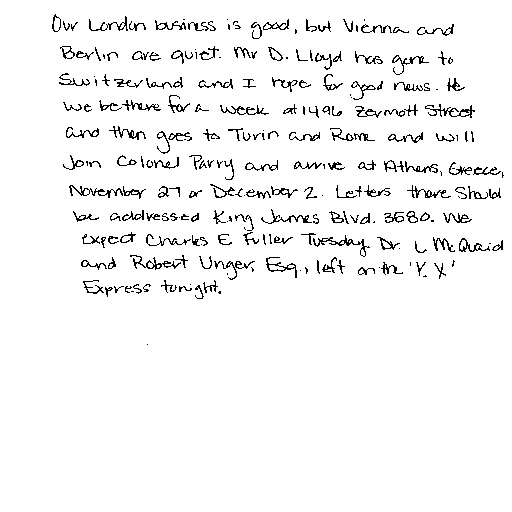 Our London business is good, but Vienna and
Berlin are quiet. Mr D. Lloyd has gone to
Switzerland and I hope for good news. He
we be there for a week at 1496 Zermott Street
and then goes to Turin and Rome and will
join Colonel Parry and arrive at Athens, Greece,
November 27 or December 2. Letters there should
be addressed King James Blvd. 3580. We
expect Charles E Fuller Tuesday. Dr. L McQuaid
and Robert Unger, Esq., left on the 'Y. X'
Express tonight.